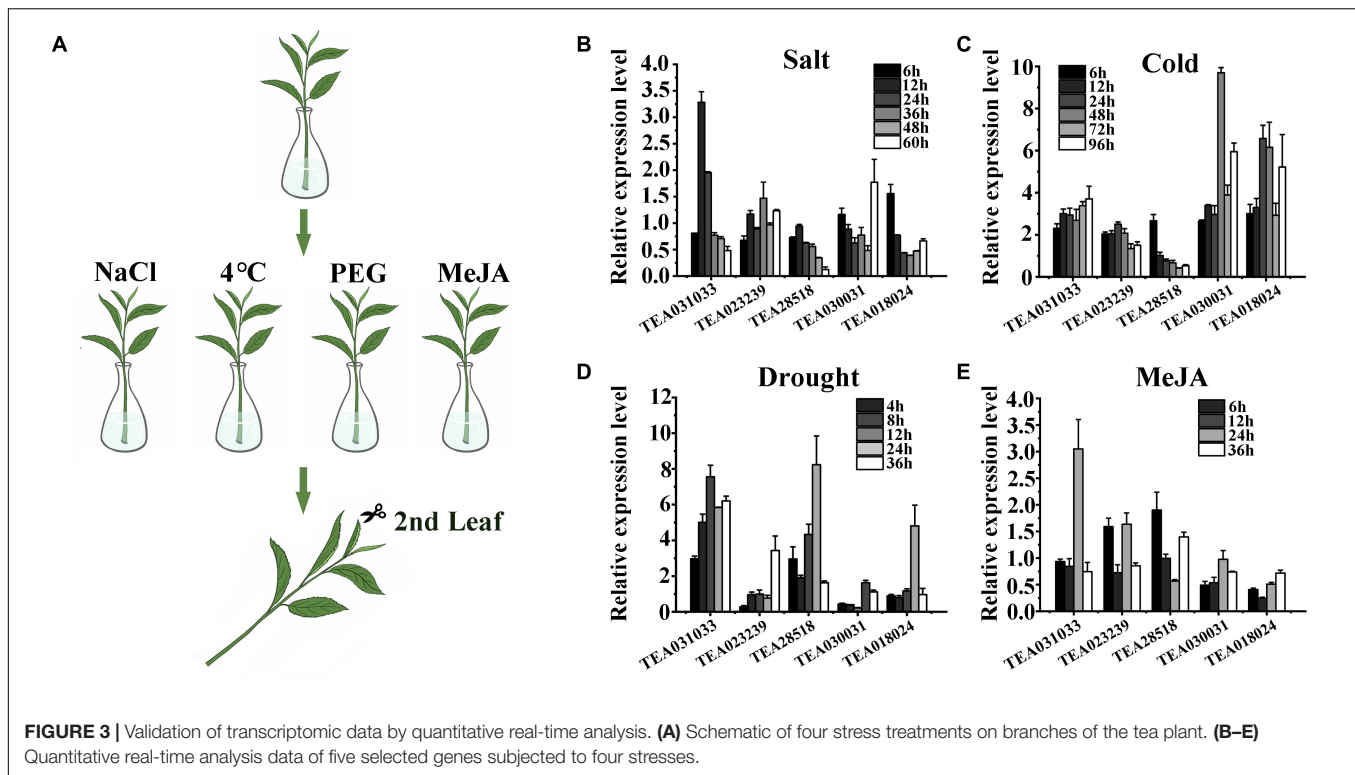 A
NaCl 4°C PEG MeJA
2nd Leaf
B
Salt
Relative expression level
4.0
3.5
3.0
2.5
2.0
1.5
1.0
0.5
0.0
6h
12h
24h
36h
48h
60h
TEA031033 TEA023239 TEA28518 TEA030031 TEA018024
C
Cold
Relative expression level
10
8
6
4
2
0
6h
12h
24h
48h
72h
96h
TEA031033 TEA023239 TEA28518 TEA030031 TEA018024
D
Drought
Relative expression level
12
10
8
6
4
2
0
4h
8h
12h
24h
36h
TEA031033 TEA023239 TEA28518 TEA030031 TEA018024
E
MeJA
Relative expression level
4.0
3.5
3.0
2.5
2.0
1.5
1.0
0.5
0.0
6h
12h
24h
36h
TEA031033 TEA023239 TEA28518 TEA030031 TEA018024
FIGURE 3 | Validation of transcriptomic data by quantitative real-time analysis. (A) Schematic of four stress treatments on branches of the tea plant. (B–E)
Quantitative real-time analysis data of five selected genes subjected to four stresses.